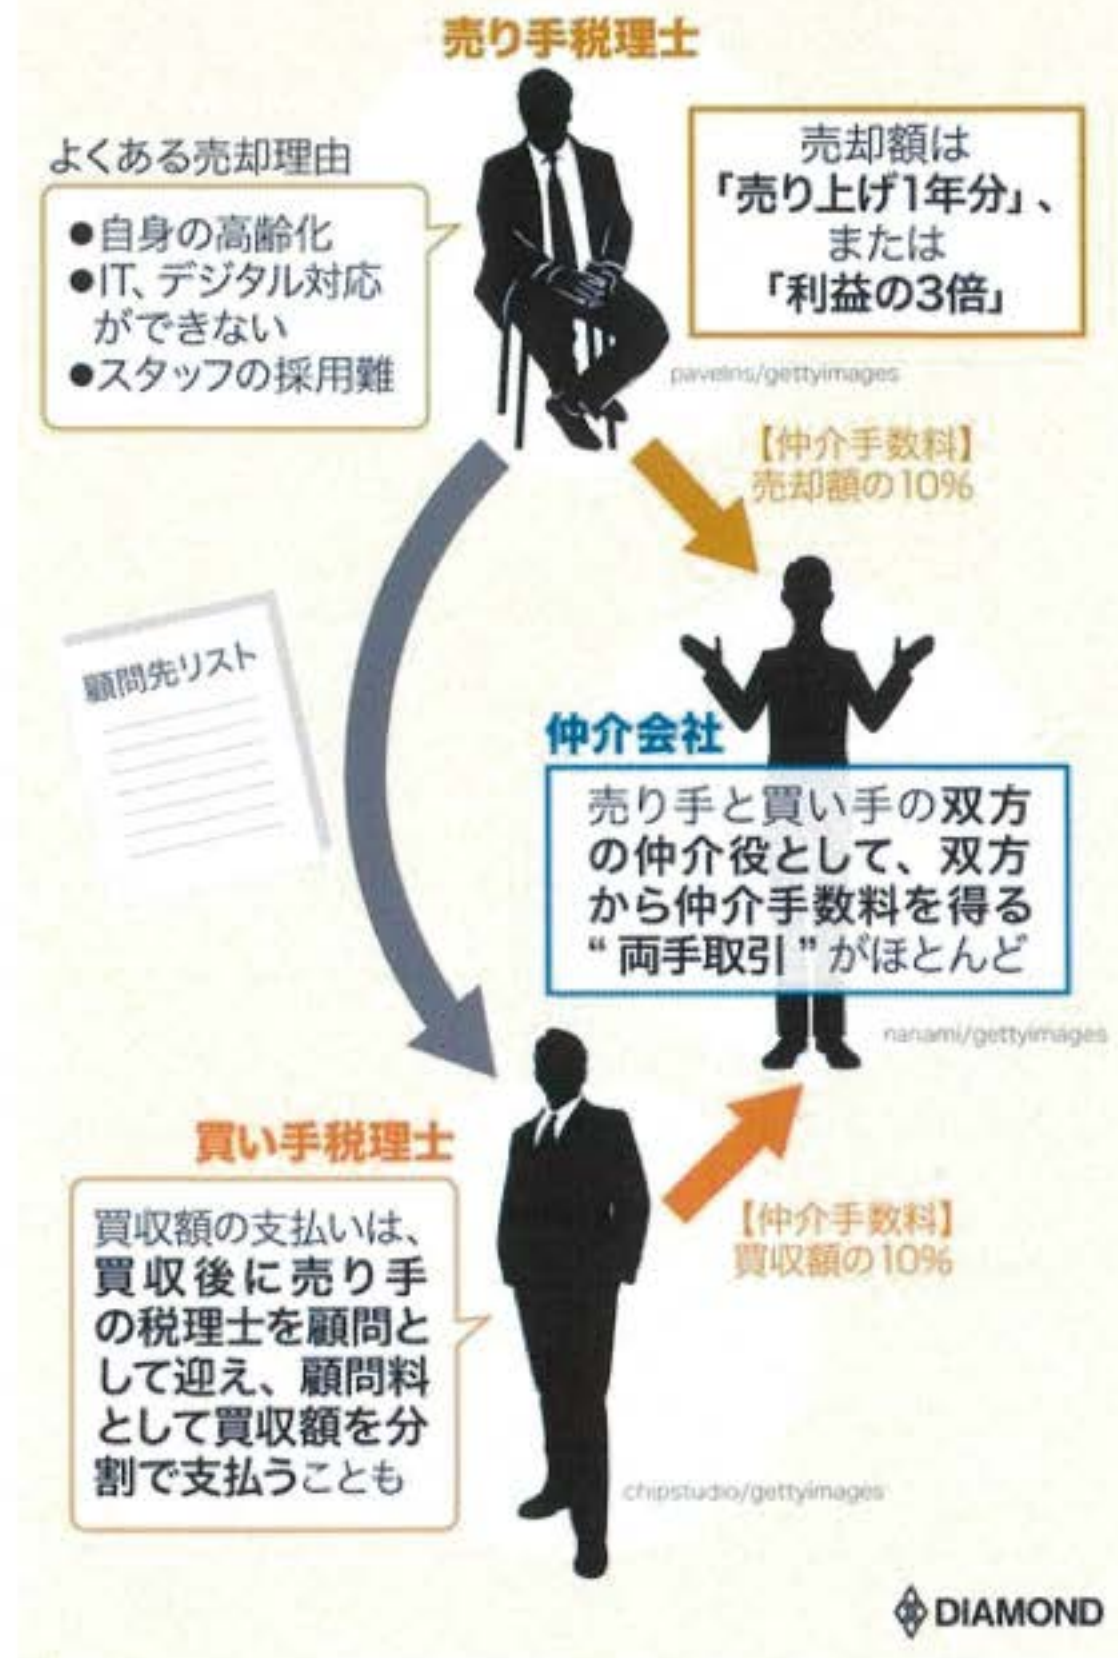 売り手税理士
よくある売却理由
●自身の高齢化
●IT、デジタル対応
ができない
●スタッフの採用難
売却額は
「売り上げ1年分」、
または
「利益の3倍」
pavelns/gettyimages
【仲介手数料】
売却額の10%
顧問先リスト
仲介会社
売り手と買い手の双方
の仲介役として、双方
から仲介手数料を得る
“両手取引”がほとんど
nanami/gettyimages
買い手税理士
買収額の支払いは、
買収後に売り手
の税理士を顧問と
して迎え、顧問料
として買収額を分
割で支払うことも
【仲介手数料】
買収額の10%
chipstudio/gettyimages
DIAMOND